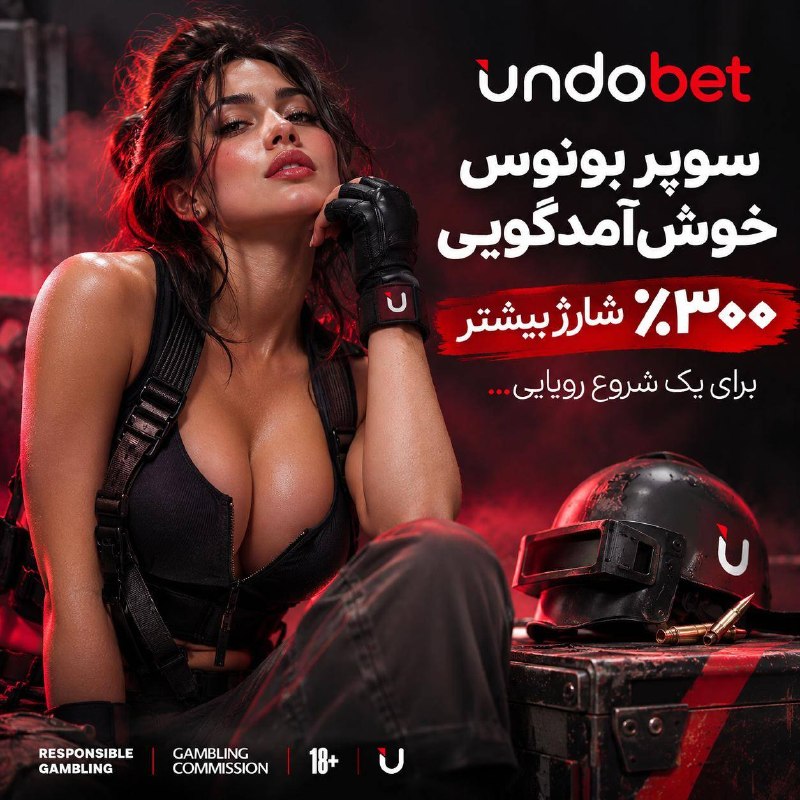 undobet
سوپر بونوس
خوش‌آمدگویی
۳۰۰٪ شارژ بیشتر
برای یک شروع رویایی...
U
U
RESPONSIBLE
GAMBLING
GAMBLING
COMMISSION
18+
U